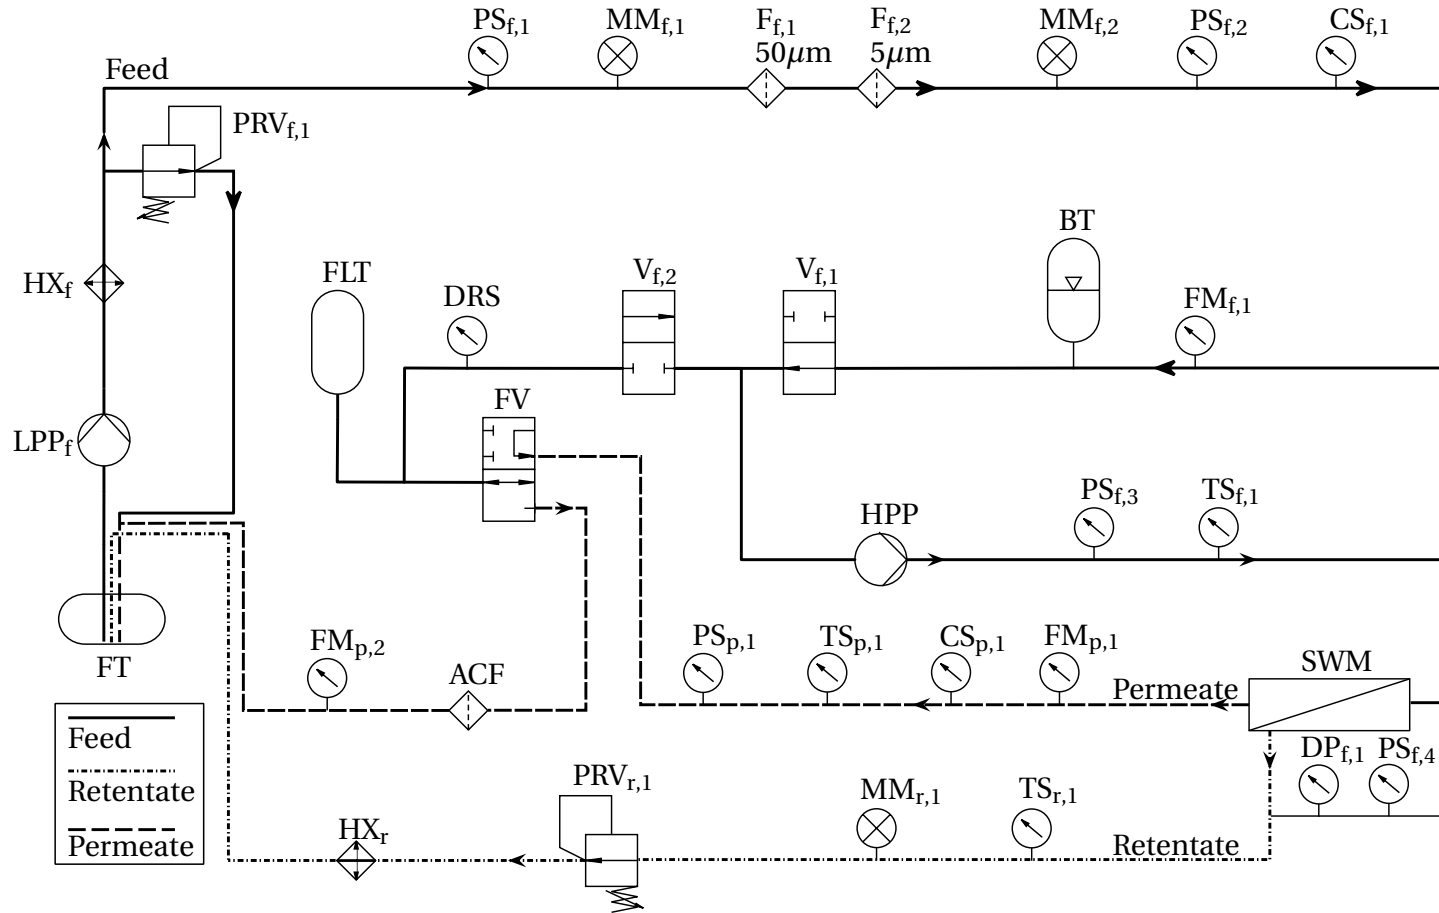 PS_f,1
MM_f,1
F_f,1
50μm
F_f,2
5μm
MM_f,2
PS_f,2
CS_f,1
Feed
PRV_f,1
HX_f
FLT
DRS
V_f,2
V_f,1
BT
FM_f,1
LPP_f
FV
HPP
PS_f,3
TS_f,1
FT
FM_p,2
ACF
PS_p,1
TS_p,1
CS_p,1
FM_p,1
Permeate
SWM
DP_f,1
PS_f,4
Feed
Retentate
Permeate
HX_r
PRV_r,1
MM_r,1
TS_r,1
Retentate